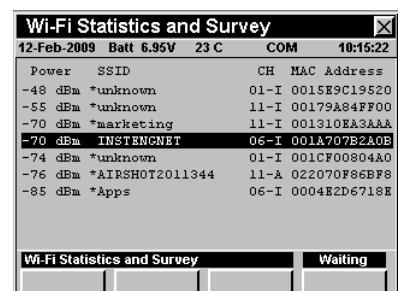 Wi-Fi Statistics and Survey
12-Feb-2009 Batt 6.95V 23 C COM 10:15:22
Power SSID CH MAC Address
-48 dBm *unknown 01-I 0015E9C19520
-55 dBm *unknown 11-I 00179A84FF00
-70 dBm *marketing 11-I 001310EA3AAA
-70 dBm INSTENGNET 06-I 001A707B2A0B
-74 dBm *unknown 01-I 001CF00804A0
-76 dBm *AIRSHOT2011344 11-A 022070F86BF8
-85 dBm *Apps 06-I 0004E2D6718E
Wi-Fi Statistics and Survey Waiting